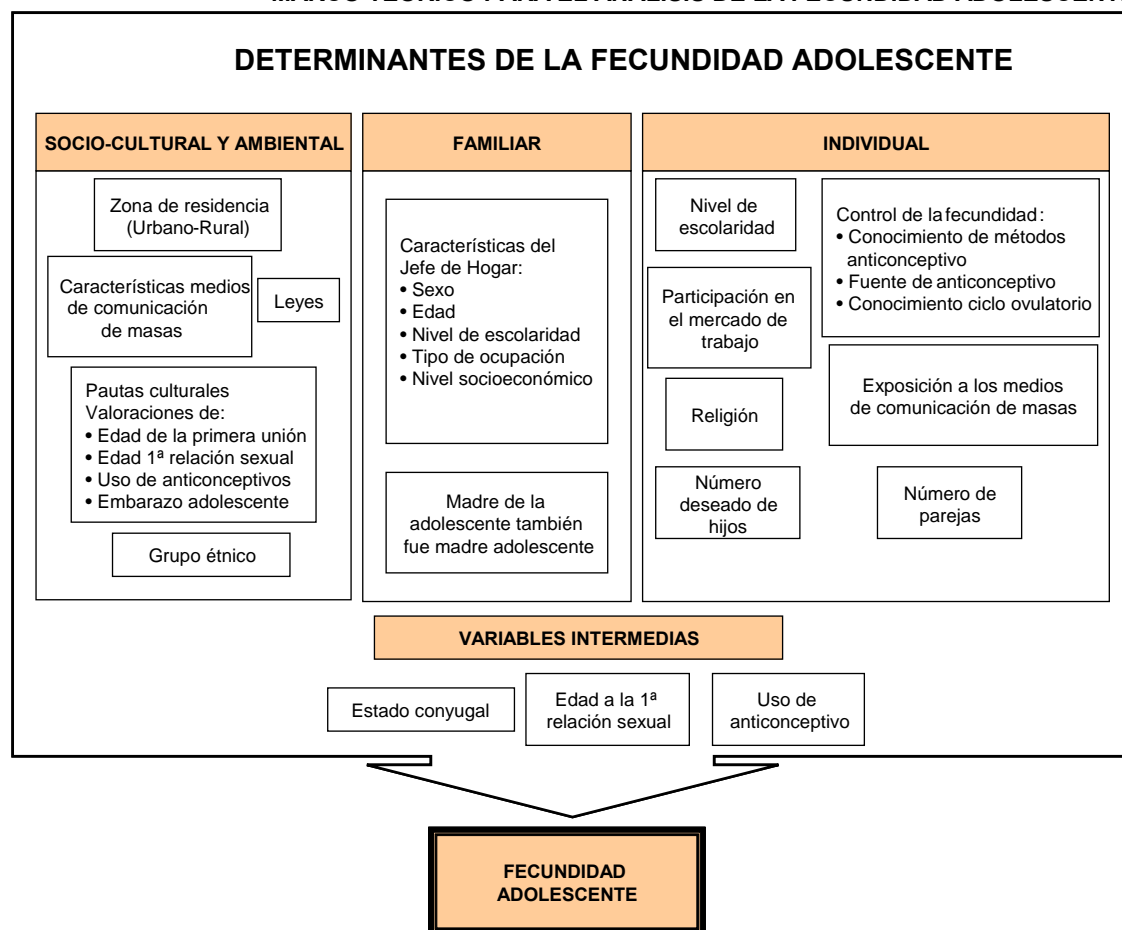 DETERMINANTES DE LA FECUNDIDAD ADOLESCENTE
SOCIO-CULTURAL Y AMBIENTAL
Zona de residencia
(Urbano-Rural)
Características medios
de comunicación
de masas
Leyes
Pautas culturales
Valoraciones de:
• Edad de la primera unión
• Edad 1ª relación sexual
• Uso de anticonceptivos
• Embarazo adolescente
Grupo étnico
FAMILIAR
Características del
Jefe de Hogar:
• Sexo
• Edad
• Nivel de escolaridad
• Tipo de ocupación
• Nivel socioeconómico
Madre de la
adolescente también
fue madre adolescente
INDIVIDUAL
Nivel de
escolaridad
Control de la fecundidad:
• Conocimiento de métodos
anticonceptivo
• Fuente de anticonceptivo
• Conocimiento ciclo ovulatorio
Participación en
el mercado de
trabajo
Exposición a los medios
de comunicación de masas
Religión
Número
deseado de
hijos
Número de
parejas
VARIABLES INTERMEDIAS
Estado conyugal
Edad a la 1ª
relación sexual
Uso de
anticonceptivo
FECUNDIDAD
ADOLESCENTE